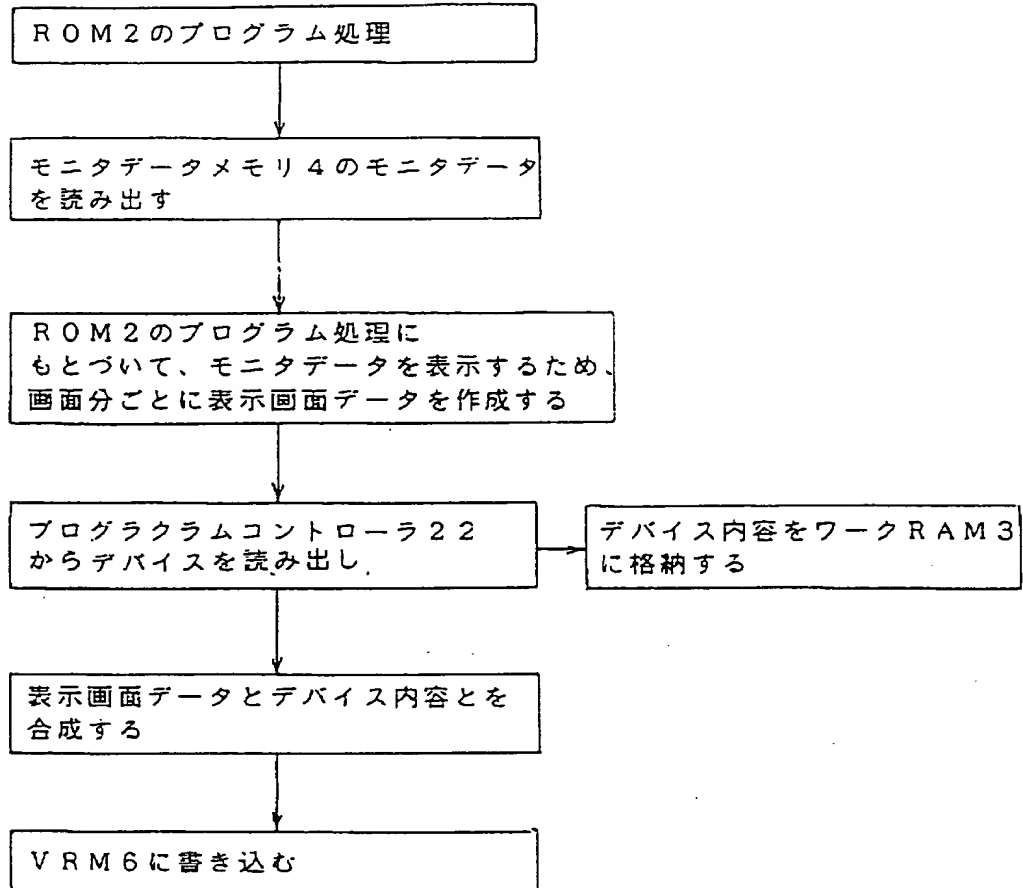 ROM2のプログラム処理
モニタデータメモリ4のモニタデータ
を読み出す
ROM2のプログラム処理に
もとづいて、モニタデータを表示するため、
画面分ごとに表示画面データを作成する
プログラクラムコントローラ22
からデバイスを読み出し
デバイス内容をワークRAM3
に格納する
表示画面データとデバイス内容とを
合成する
VRM6に書き込む